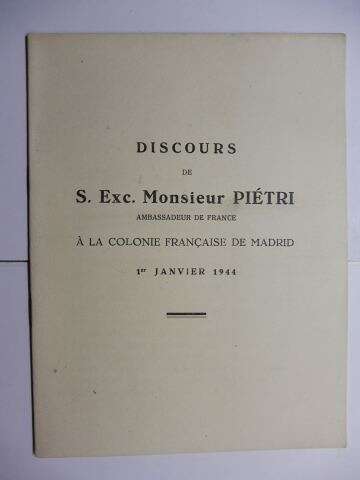 DISCOURS
DE
S. Exc. Monsieur PIÉTRI
AMBASSADEUR DE FRANCE
À LA COLONIE FRANÇAISE DE MADRID
1er JANVIER 1944